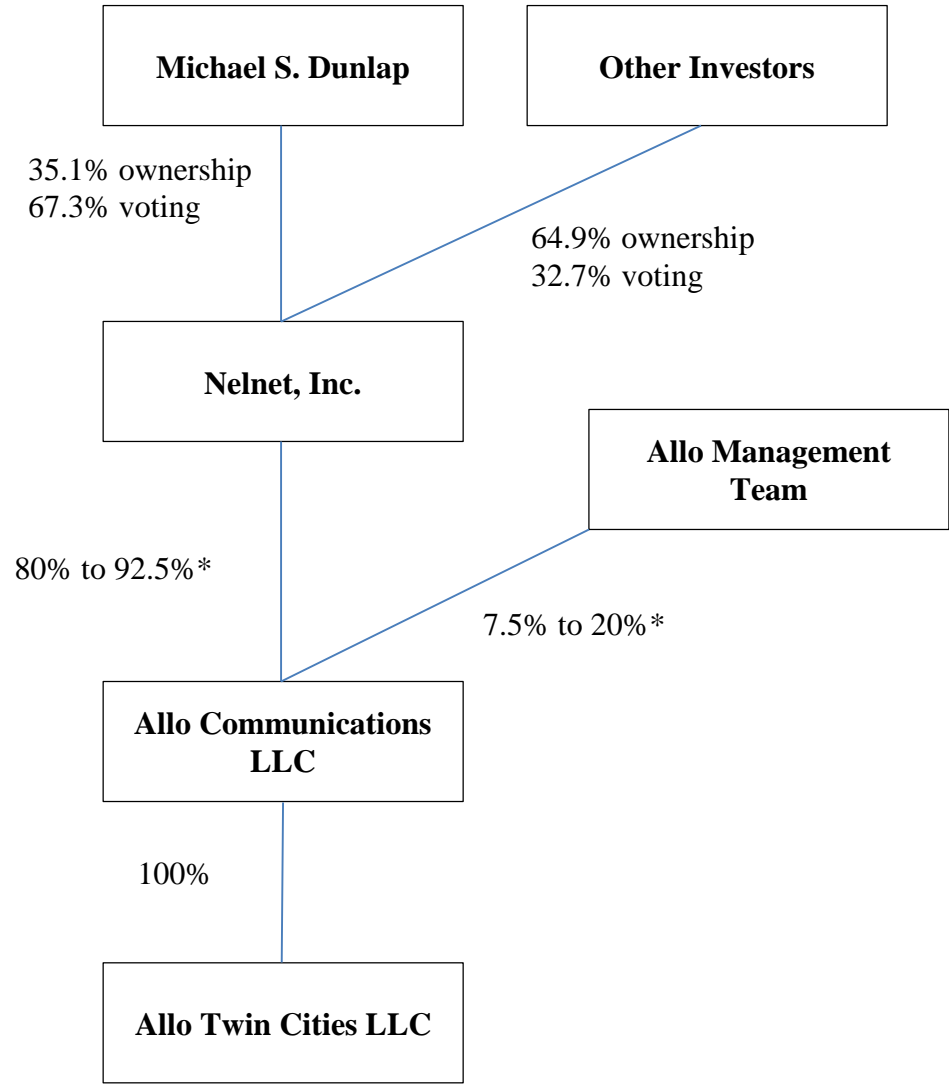 Michael S. Dunlap
Other Investors
35.1% ownership
67.3% voting
64.9% ownership
32.7% voting
Nelnet, Inc.
Allo Management
Team
80% to 92.5%*
7.5% to 20%*
Allo Communications
LLC
100%
Allo Twin Cities LLC